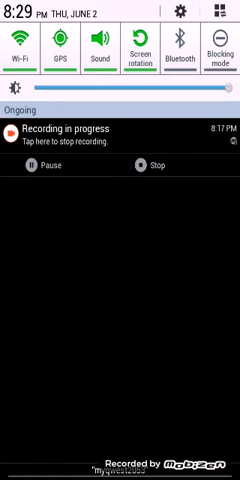 8:29 PM THU, JUNE 2
Wi-Fi GPS Sound Screen rotation Bluetooth Blocking mode
Ongoing
Recording in progress 8:17 PM
Tap here to stop recording.
Pause Stop
Recorded by Mobizen